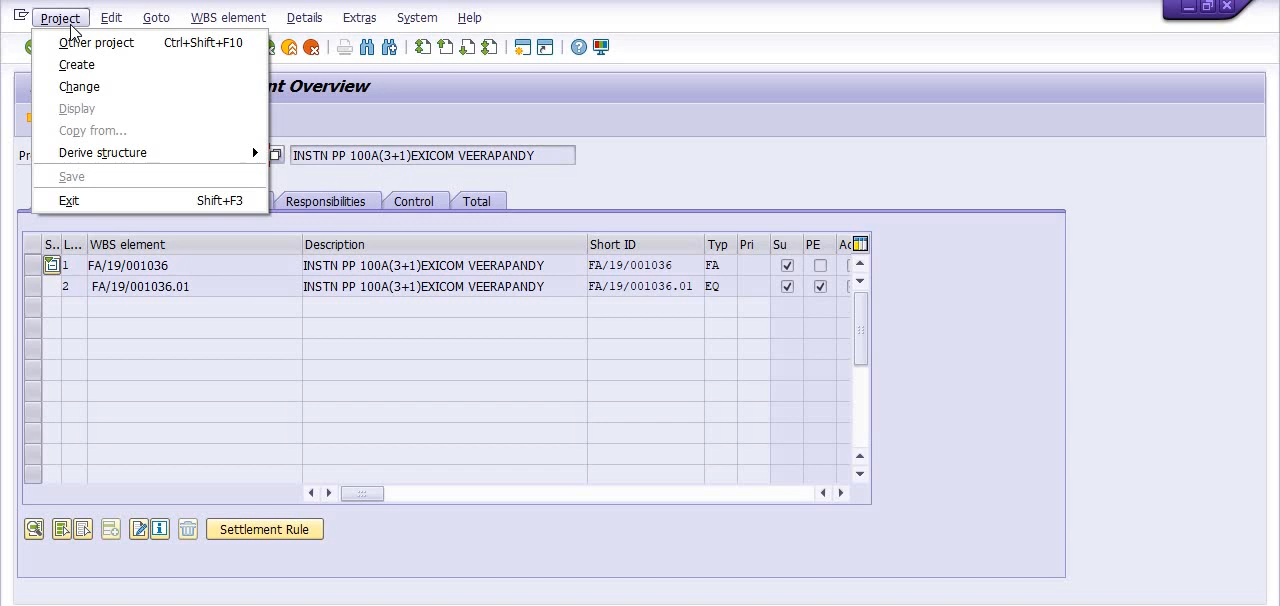 Project Edit Goto WBS element Details Extras System Help
Other project Ctrl+Shift+F10
Create
Change
Display
Copy from...
Derive structure
Save
Exit Shift+F3
nt Overview
INSTN PP 100A(3+1)EXICOM VEERAPANDY
Responsibilities Control Total
S.. L... WBS element Description Short ID Typ Pri Su PE Ac
1 FA/19/001036 INSTN PP 100A(3+1)EXICOM VEERAPANDY FA/19/001036 FA
2 FA/19/001036.01 INSTN PP 100A(3+1)EXICOM VEERAPANDY FA/19/001036.01 EQ
Settlement Rule